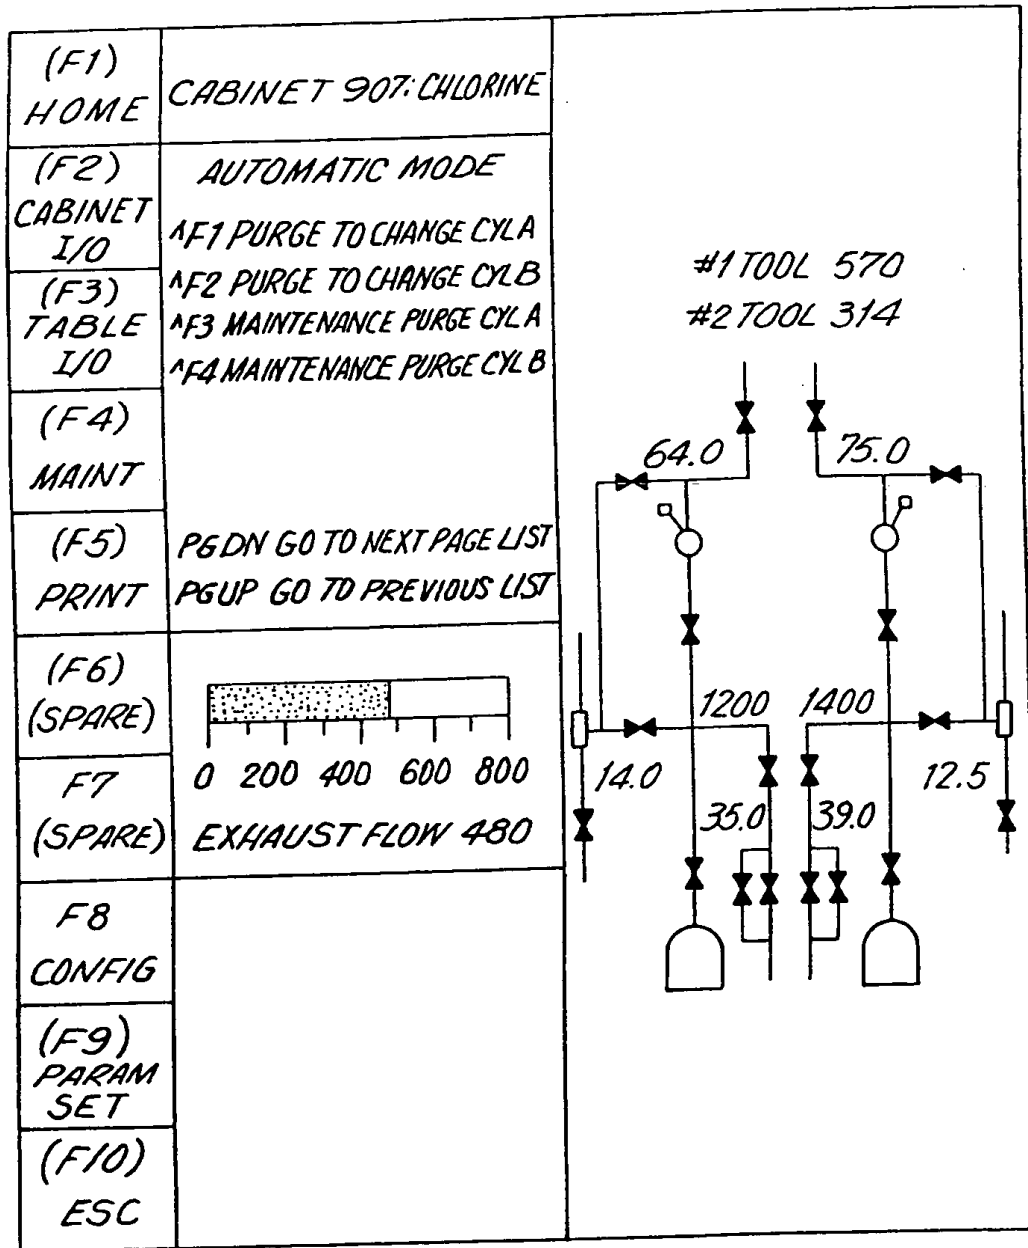 (F1)
HOME
CABINET 907: CHLORINE
(F2)
CABINET
I/O
AUTOMATIC MODE
^F1 PURGE TO CHANGE CYL A
^F2 PURGE TO CHANGE CYL B
^F3 MAINTENANCE PURGE CYL A
^F4 MAINTENANCE PURGE CYL B
(F3)
TABLE
I/O
(F4)
MAINT
(F5)
PRINT
PGDN GO TO NEXT PAGE LIST
PGUP GO TO PREVIOUS LIST
(F6)
(SPARE)
F7
(SPARE)
0 200 400 600 800
EXHAUST FLOW 480
F8
CONFIG
(F9)
PARAM
SET
(F10)
ESC
#1 TOOL 570
#2 TOOL 314
64.0 75.0
1200 1400
14.0 12.5
35.0 39.0